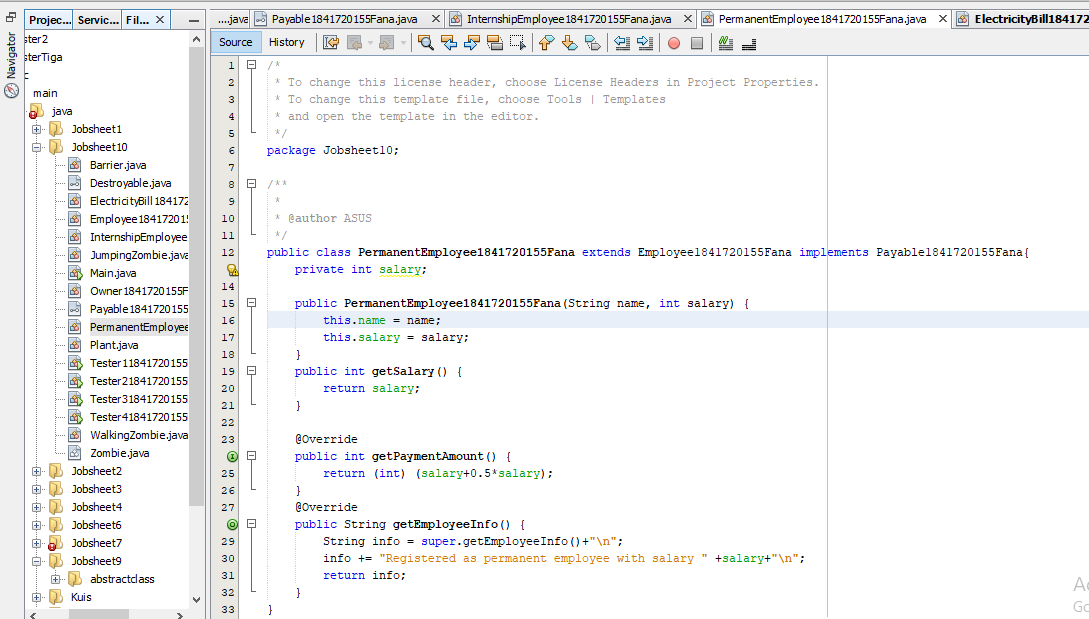 Projec... Servic... Fil... ×
Navigator
ster2
sterTiga
c
main
java
Jobsheet1
Jobsheet10
Barrier.java
Destroyable.java
ElectricityBill184172
Employee184172015
InternshipEmployee
JumpingZombie.java
Main.java
Owner1841720155F
Payable1841720155
PermanentEmployee
Plant.java
Tester11841720155
Tester21841720155
Tester31841720155
Tester41841720155
WalkingZombie.java
Zombie.java
Jobsheet2
Jobsheet3
Jobsheet4
Jobsheet6
Jobsheet7
Jobsheet9
abstractclass
Kuis
....java Payable1841720155Fana.java × InternshipEmployee1841720155Fana.java × PermanentEmployee1841720155Fana.java × ElectricityBill184172
Source History
1 /*
2 * To change this license header, choose License Headers in Project Properties.
3 * To change this template file, choose Tools | Templates
4 * and open the template in the editor.
5 */
6 package Jobsheet10;
7
8 /**
9 *
10 * @author ASUS
11 */
12 public class PermanentEmployee1841720155Fana extends Employee1841720155Fana implements Payable1841720155Fana{
private int salary;
14
15 public PermanentEmployee1841720155Fana(String name, int salary) {
16 this.name = name;
17 this.salary = salary;
18 }
19 public int getSalary() {
20 return salary;
21 }
22
23 @Override
public int getPaymentAmount() {
25 return (int) (salary+0.5*salary);
26 }
27 @Override
public String getEmployeeInfo() {
29 String info = super.getEmployeeInfo()+"\n";
30 info += "Registered as permanent employee with salary " +salary+"\n";
31 return info;
32 }
33 }